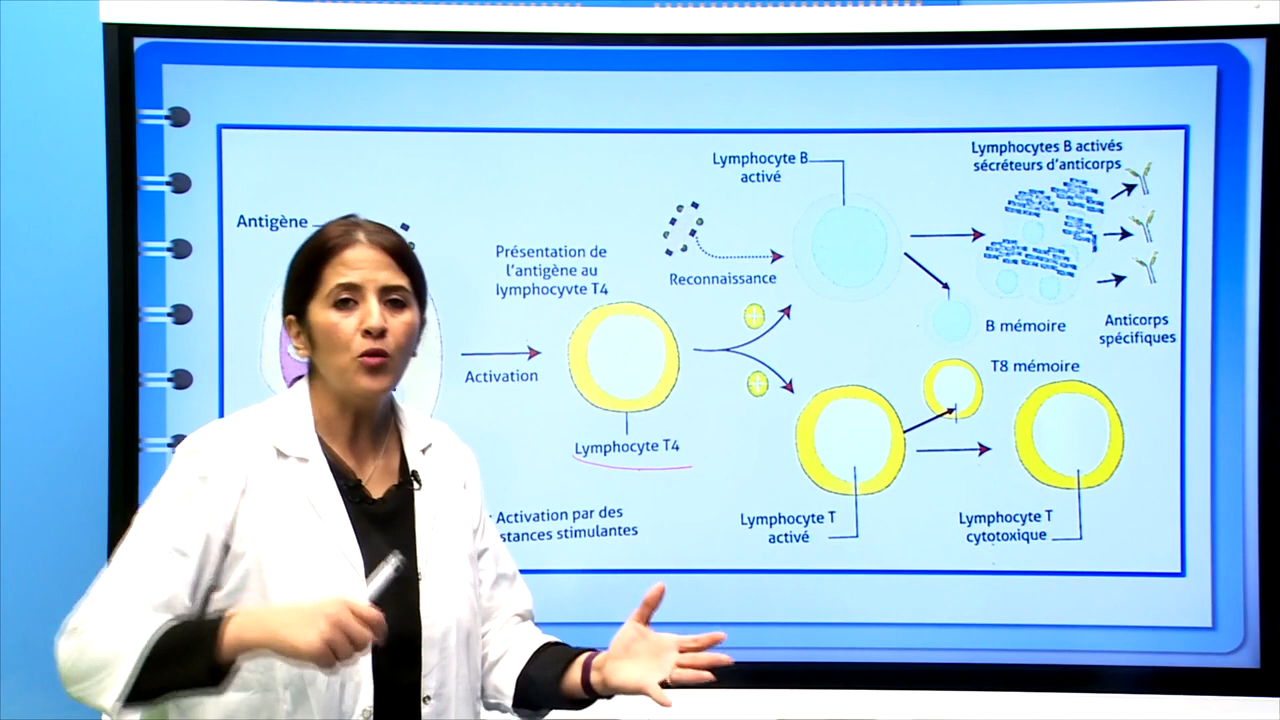 Antigène
Présentation de
l'antigène au
lymphocyvte T4
Activation
Lymphocyte T4
Activation par des
stances stimulantes
Reconnaissance
Lymphocyte B
activé
Lymphocytes B activés
sécréteurs d'anticorps
B mémoire
Anticorps
spécifiques
T8 mémoire
Lymphocyte T
activé
Lymphocyte T
cytotoxique